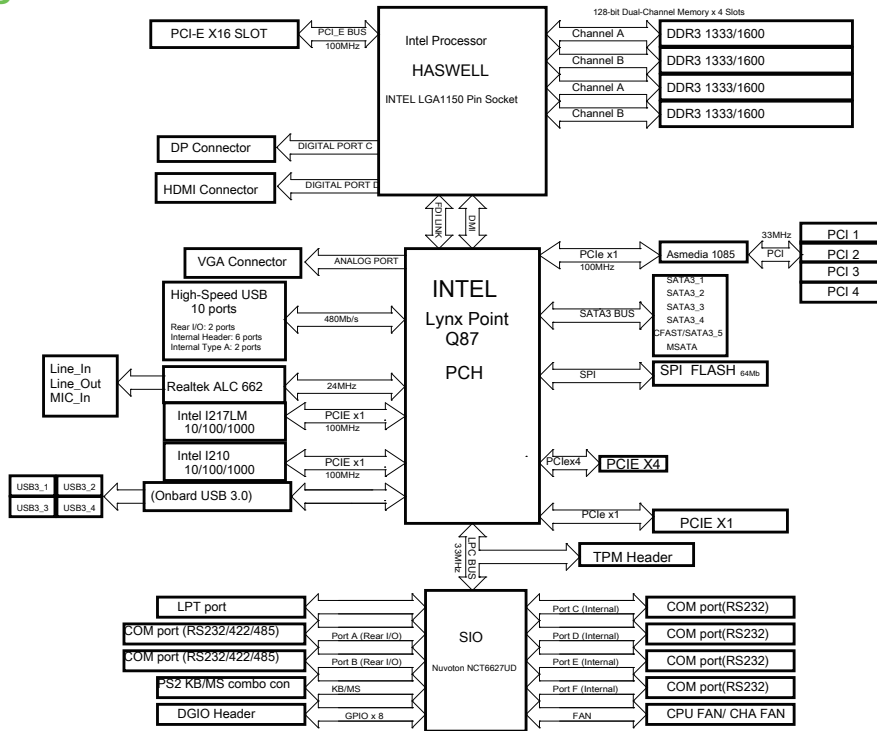 128-bit Dual-Channel Memory x 4 Slots
PCI-E X16 SLOT
PCI_E BUS
100MHz
Intel Processor
HASWELL
INTEL LGA1150 Pin Socket
Channel A
DDR3 1333/1600
Channel B
DDR3 1333/1600
Channel A
DDR3 1333/1600
Channel B
DDR3 1333/1600
DP Connector
DIGITAL PORT C
HDMI Connector
DIGITAL PORT D
FDI LINK
DMI
VGA Connector
ANALOG PORT
INTEL
Lynx Point
Q87
PCH
PCIe x1
100MHz
Asmedia 1085
33MHz
PCI
PCI 1
PCI 2
PCI 3
PCI 4
High-Speed USB
10 ports
Rear I/O: 2 ports
Internal Header: 6 ports
Internal Type A: 2 ports
480Mb/s
SATA3 BUS
SATA3_1
SATA3_2
SATA3_3
SATA3_4
CFAST/SATA3_5
MSATA
Line_In
Line_Out
MIC_In
Realtek ALC 662
24MHz
SPI
SPI FLASH 64Mb
Intel I217LM
10/100/1000
PCIE x1
100MHz
Intel I210
10/100/1000
PCIE x1
100MHz
PCIex4
PCIE X4
USB3_1
USB3_2
USB3_3
USB3_4
(Onbard USB 3.0)
PCIe x1
PCIE X1
LPC BUS
33MHz
TPM Header
SIO
Nuvoton NCT6627UD
LPT port
COM port (RS232/422/485)
Port A (Rear I/O)
COM port (RS232/422/485)
Port B (Rear I/O)
PS2 KB/MS combo con
KB/MS
DGIO Header
GPIO x 8
Port C (Internal)
COM port(RS232)
Port D (Internal)
COM port(RS232)
Port E (Internal)
COM port(RS232)
Port F (Internal)
COM port(RS232)
FAN
CPU FAN/ CHA FAN